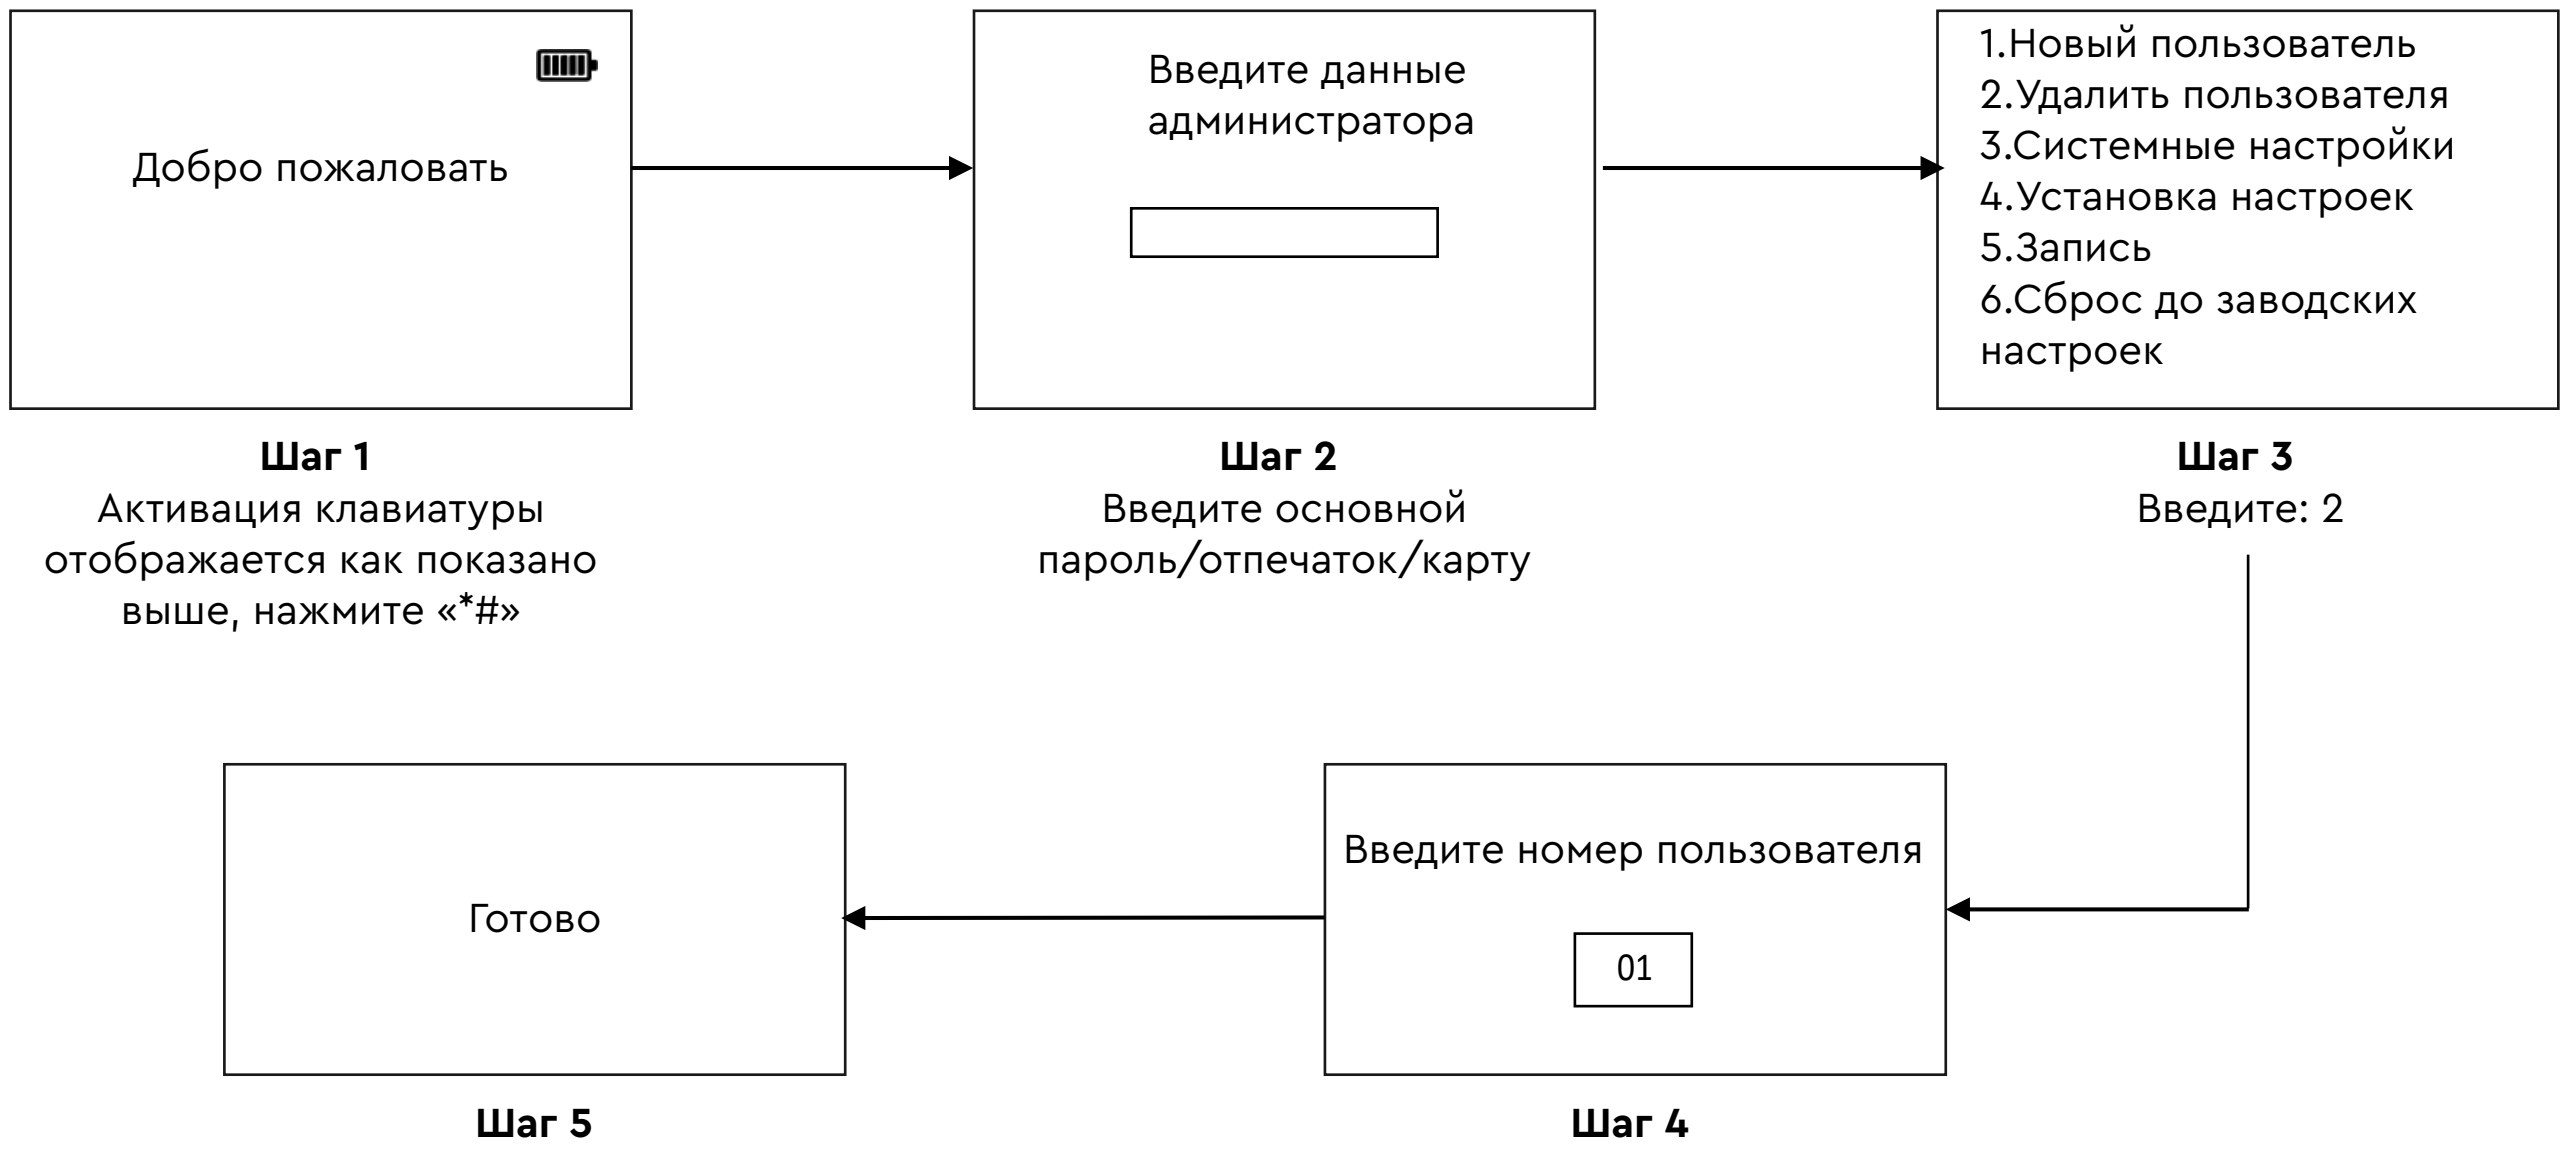 Добро пожаловать
Шаг 1
Активация клавиатуры
отображается как показано
выше, нажмите «*#»
Введите данные
администратора
Шаг 2
Введите основной
пароль/отпечаток/карту
1.Новый пользователь
2.Удалить пользователя
3.Системные настройки
4.Установка настроек
5.Запись
6.Сброс до заводских
настроек
Шаг 3
Введите: 2
Введите номер пользователя
01
Шаг 4
Готово
Шаг 5